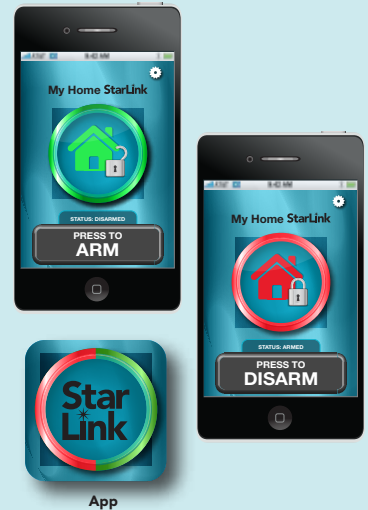 My Home StarLink
STATUS: DISARMED
PRESS TO
ARM
My Home StarLink
STATUS: ARMED
PRESS TO
DISARM
Star
Link
App